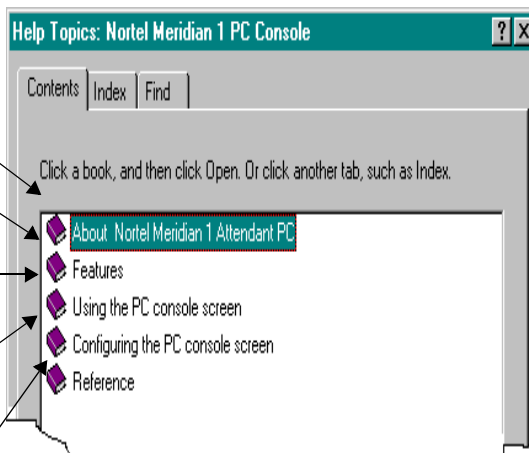 Help Topics: Nortel Meridian 1 PC Console
Contents Index Find
Click a book, and then click Open. Or click another tab, such as Index.
About Nortel Meridian 1 Attendant PC
Features
Using the PC console screen
Configuring the PC console screen
Reference